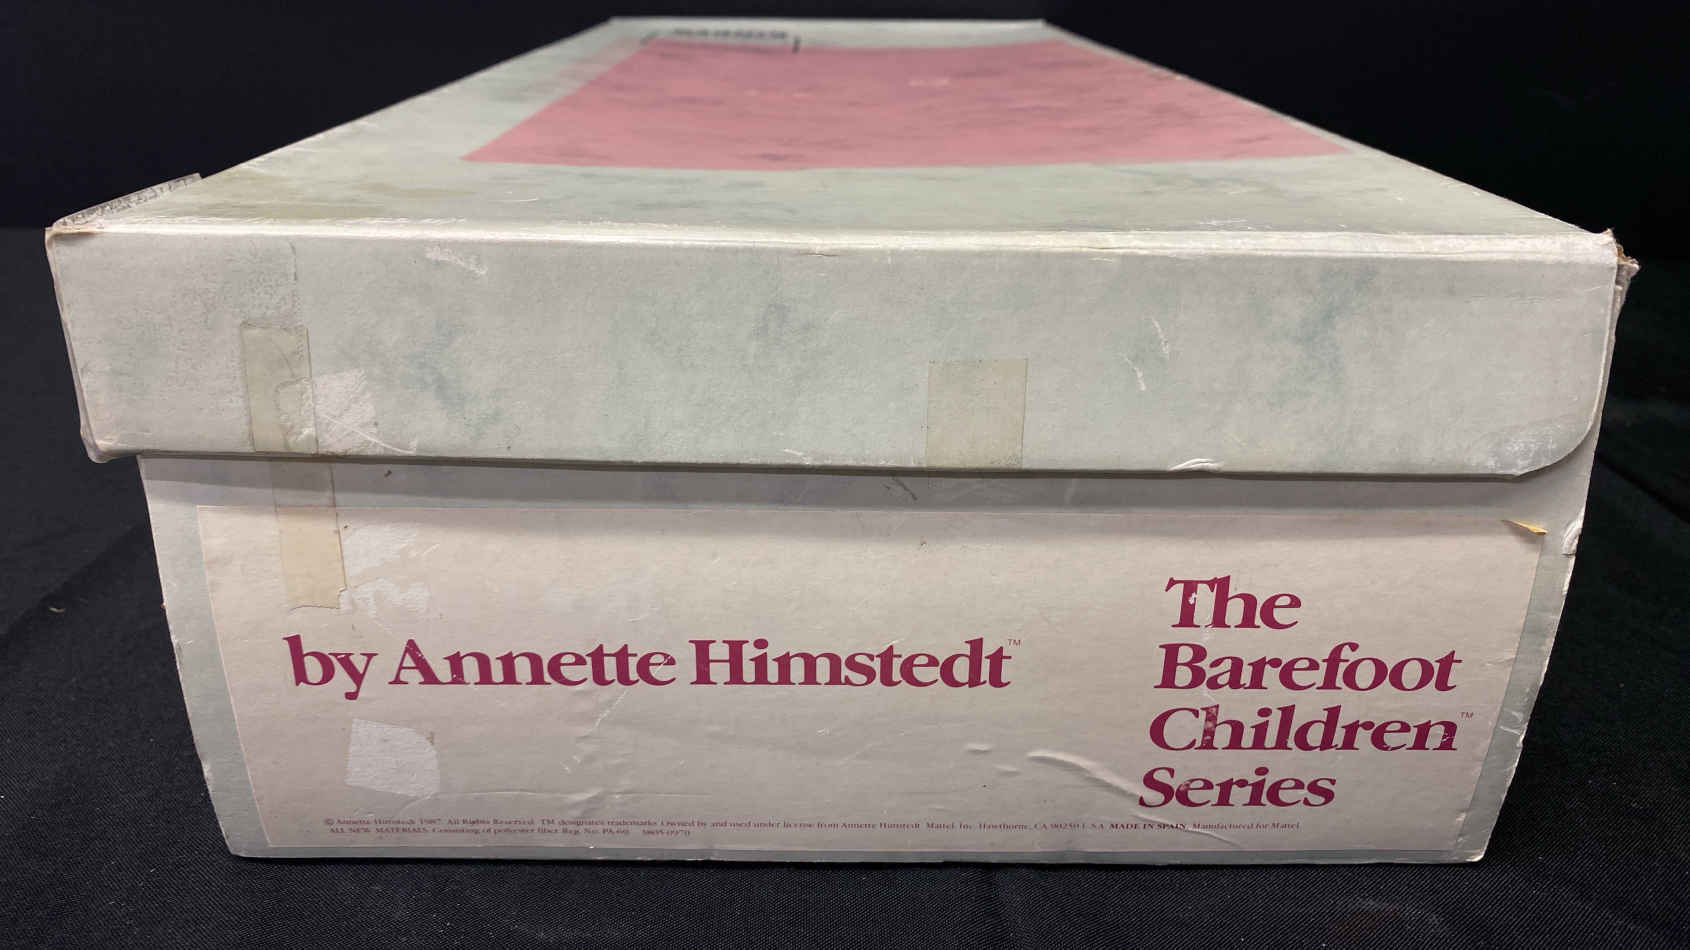 by Annette Himstedt™
The
Barefoot
Children™
Series
© Annette Himstedt 1987. All Rights Reserved. TM designates trademarks owned by and used under license from Annette Himstedt. Mattel, Inc. Hawthorne, CA 90250 U.S.A. MADE IN SPAIN. Manufactured for Mattel
ALL NEW MATERIALS: Consisting of polyester fiber Reg. No. PA-60